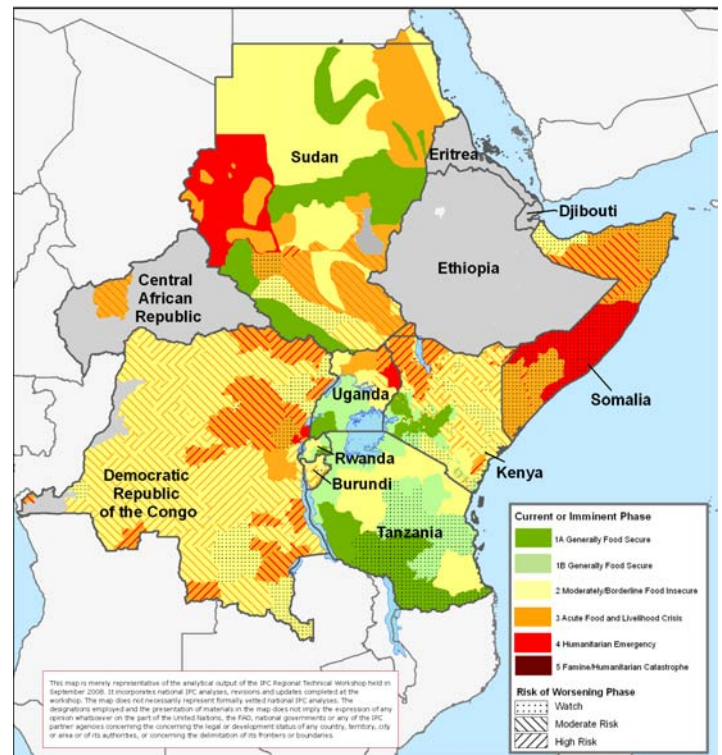 Sudan
Eritrea
Djibouti
Ethiopia
Central
African
Republic
Somalia
Uganda
Rwanda
Kenya
Burundi
Democratic
Republic
of the Congo
Tanzania
Current or Imminent Phase
1A Generally Food Secure
1B Generally Food Secure
2 Moderately/Borderline Food Insecure
3 Acute Food and Livelihood Crisis
4 Humanitarian Emergency
5 Famine/Humanitarian Catastrophe
Risk of Worsening Phase
Watch
Moderate Risk
High Risk
This map is merely representative of the analytical output of the IPC Regional Technical Workshop held in
September 2008. It incorporates national IPC analyses, revisions and updates completed at the
workshop. The map does not necessarily represent formally vetted national IPC analyses. The
designations employed and the presentation of materials in the map does not imply the expression of any
opinion whatsoever on the part of the United Nations, the FAO, national governments or any of the IPC
partner agencies concerning the legal or development status of any country, territory, city
or area or of its authorities, or concerning the delimitation of its frontiers or boundaries.